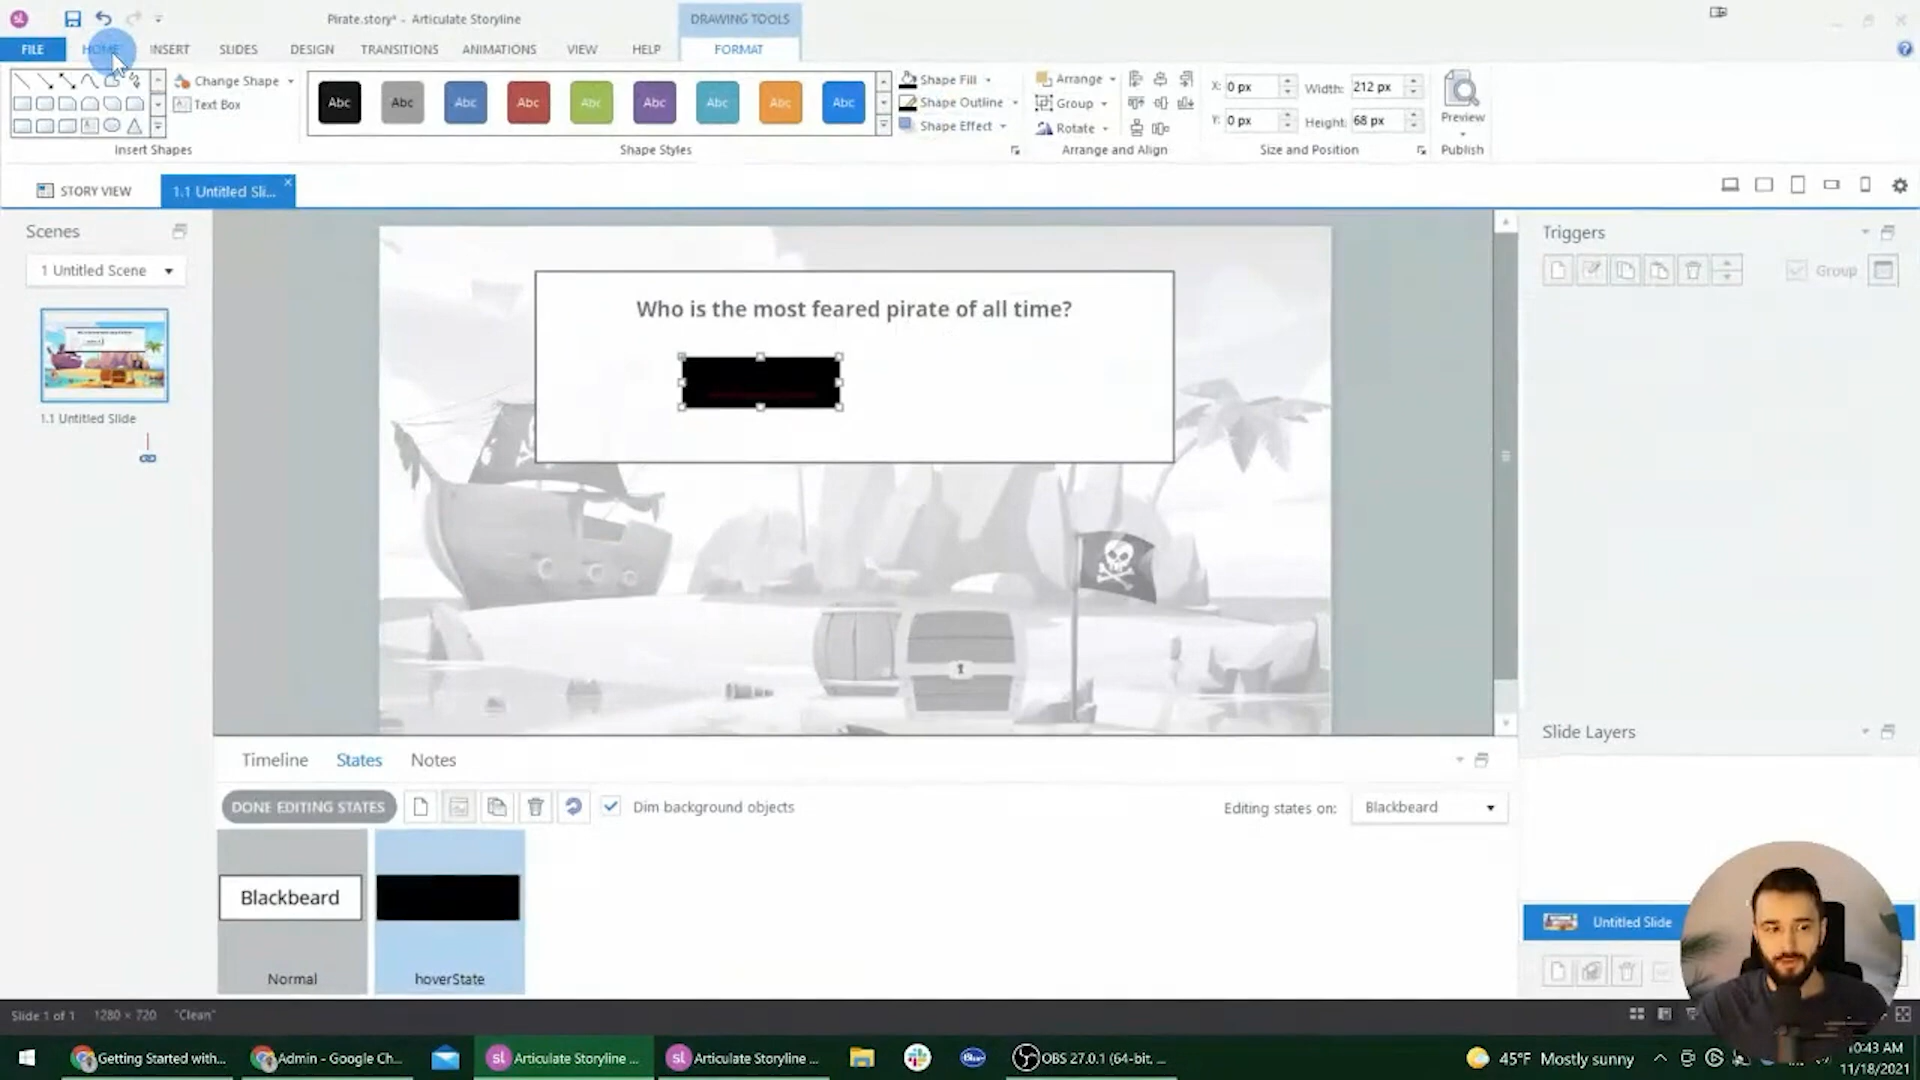 Pirate.story* - Articulate Storyline
DRAWING TOOLS
FILE
HOME
INSERT
SLIDES
DESIGN
TRANSITIONS
ANIMATIONS
VIEW
HELP
FORMAT
Change Shape
Text Box
Insert Shapes
Abc
Abc
Abc
Abc
Abc
Abc
Abc
Abc
Abc
Shape Styles
Shape Fill
Shape Outline
Shape Effect
Arrange
Group
Rotate
Arrange and Align
X: 0 px
Y: 0 px
Width: 212 px
Height: 68 px
Size and Position
Preview
Publish
STORY VIEW
1.1 Untitled Sli...
Scenes
1 Untitled Scene
1.1 Untitled Slide
Who is the most feared pirate of all time?
Triggers
Group
Slide Layers
Untitled Slide
Timeline
States
Notes
DONE EDITING STATES
Dim background objects
Editing states on:
Blackbeard
Blackbeard
Normal
hoverState
Slide 1 of 1
1280 × 720
"Clean"
Getting Started with...
Admin - Google Ch...
sl
Articulate Storyline ...
sl
Articulate Storyline ...
OBS 27.0.1 (64-bit, ...
45°F Mostly sunny
10:43 AM
11/18/2021